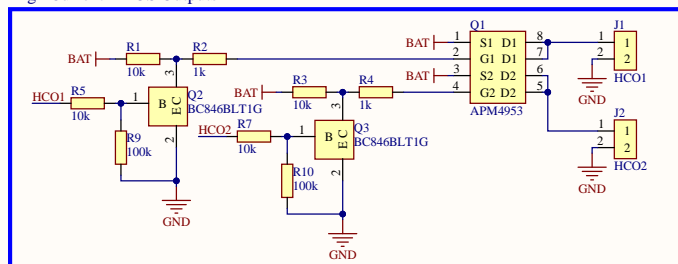 Q1
J1
BAT
1
S1
D1
8
1
1
R1
R2
2
G1
D1
7
2
2
BAT
10k
1k
BAT
3
S2
D2
6
HCO1
GND
3
R3
R4
4
G2
D2
5
BAT
10k
1k
APM4953
HCO1
R5
10k
1
B
E C
Q2
BC846BLT1G
2
R9
100k
3
HCO2
R7
10k
1
B
E C
Q3
BC846BLT1G
2
R10
100k
J2
1
1
2
2
HCO2
GND
GND
GND